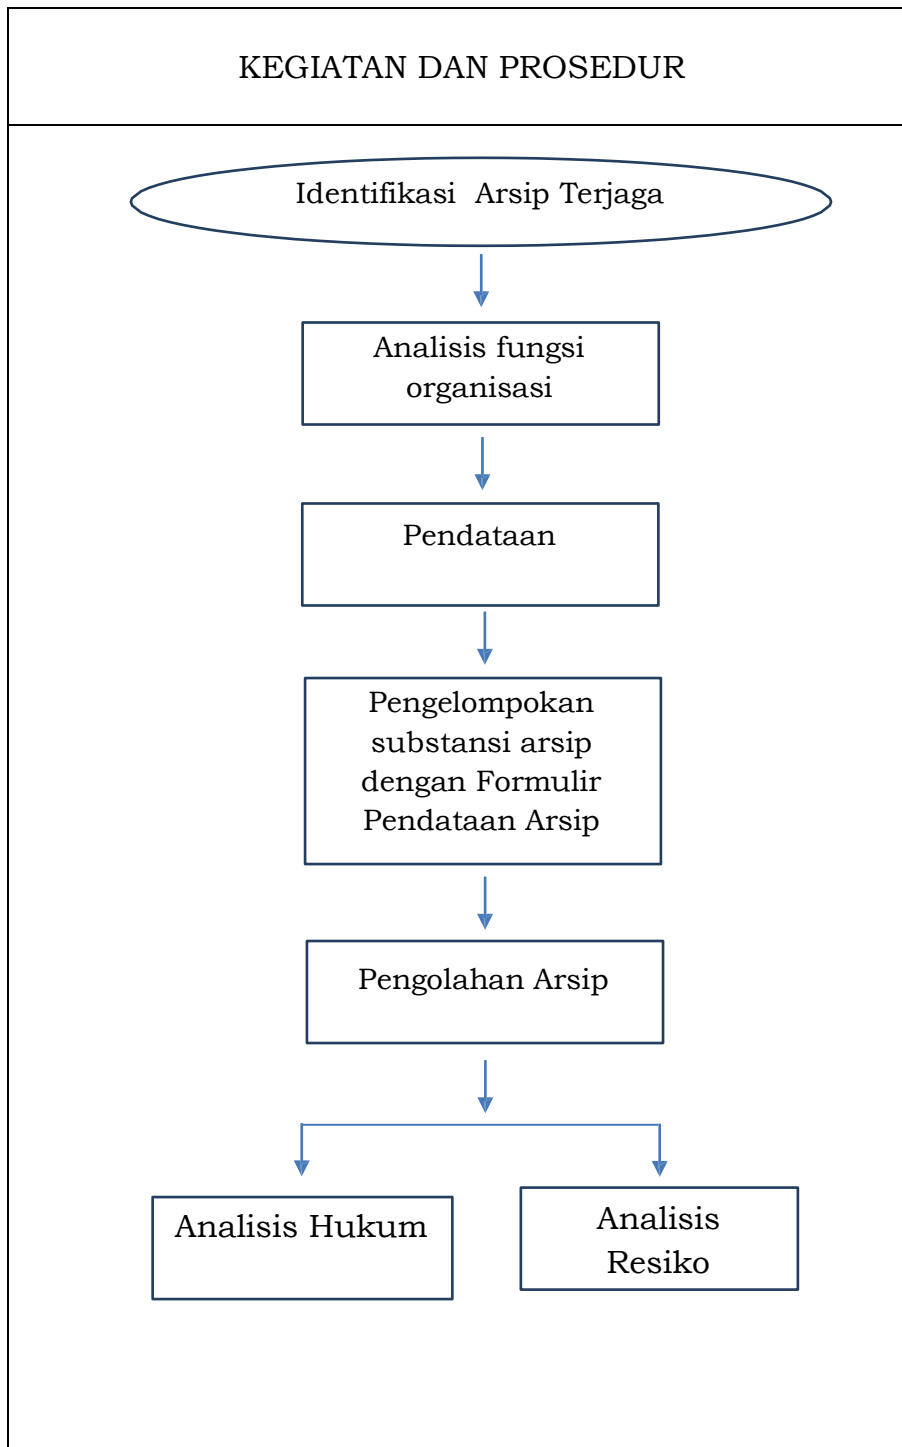 KEGIATAN DAN PROSEDUR
Identifikasi Arsip Terjaga
Analisis fungsi
organisasi
Pendataan
Pengelompokan
substansi arsip
dengan Formulir
Pendataan Arsip
Pengolahan Arsip
Analisis Hukum
Analisis
Resiko